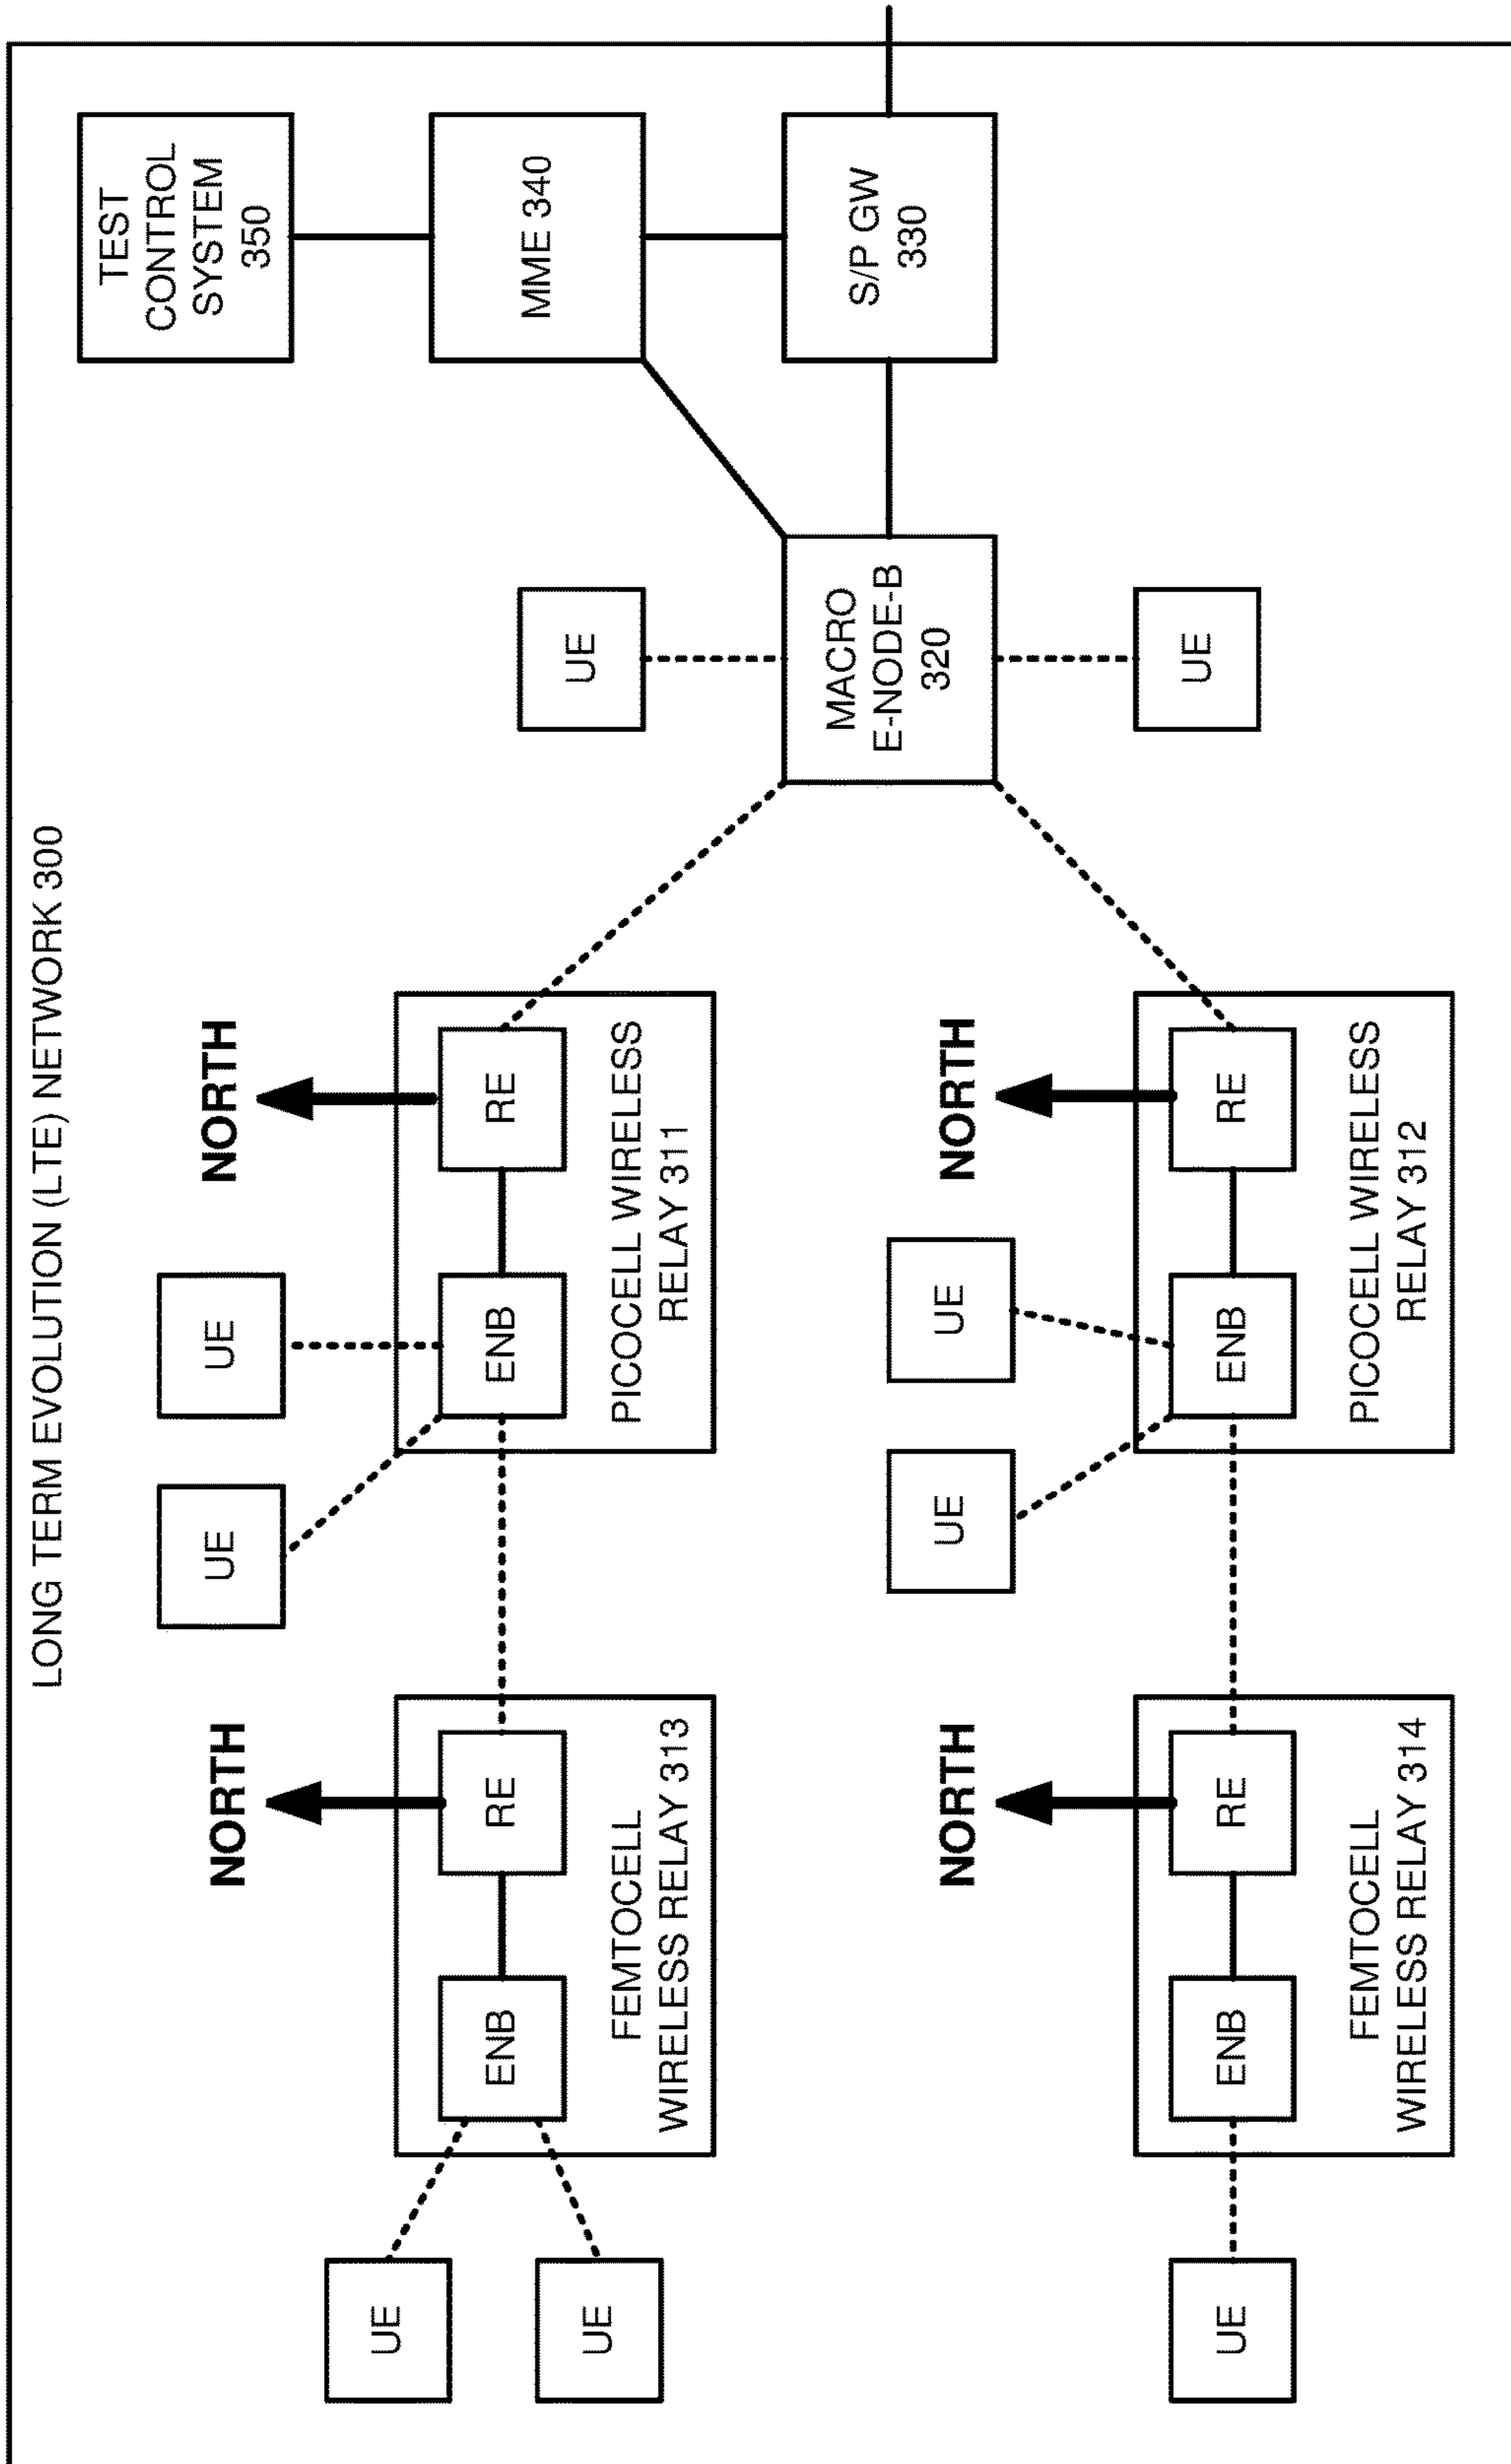 LONG TERM EVOLUTION (LTE) NETWORK 300
UE
UE
NORTH
ENB
RE
FEMTOCELL
WIRELESS RELAY 313
UE
UE
NORTH
ENB
RE
PICOCELL WIRELESS
RELAY 311
UE
NORTH
ENB
RE
FEMTOCELL
WIRELESS RELAY 314
UE
UE
NORTH
ENB
RE
PICOCELL WIRELESS
RELAY 312
UE
MACRO
E-NODE-B
320
UE
TEST
CONTROL
SYSTEM
350
MME 340
S/P GW
330